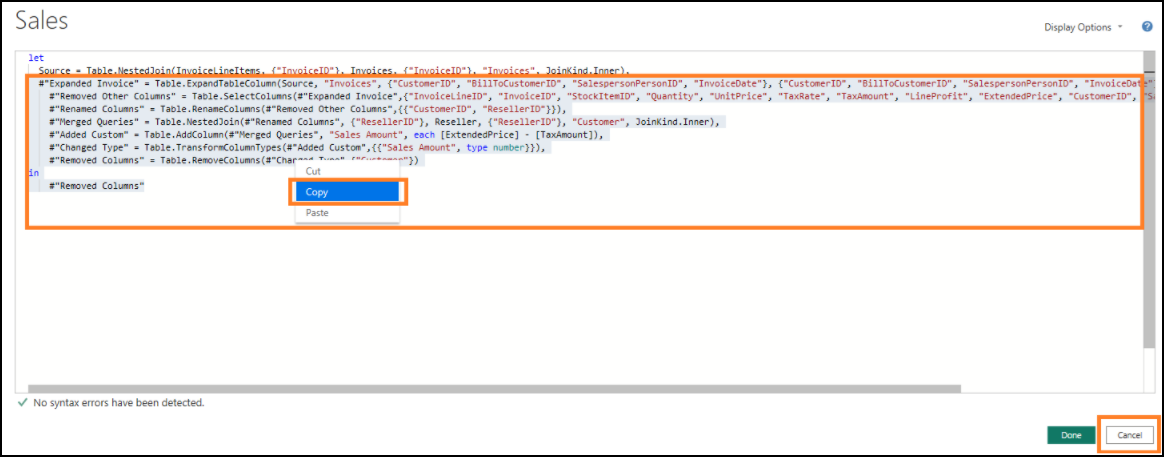 Sales
Display Options
?
let
Source = Table.NestedJoin(InvoiceLineItems, {"InvoiceID"}, Invoices, {"InvoiceID"}, "Invoices", JoinKind.Inner),
#"Expanded Invoice" = Table.ExpandTableColumn(Source, "Invoices", {"CustomerID", "BillToCustomerID", "SalespersonPersonID", "InvoiceDate"}, {"CustomerID", "BillToCustomerID", "SalespersonPersonID", "InvoiceDate"
#"Removed Other Columns" = Table.SelectColumns(#"Expanded Invoice",{"InvoiceLineID", "InvoiceID", "StockItemID", "Quantity", "UnitPrice", "TaxRate", "TaxAmount", "LineProfit", "ExtendedPrice", "CustomerID",
#"Renamed Columns" = Table.RenameColumns(#"Removed Other Columns",{{"CustomerID", "ResellerID"}}),
#"Merged Queries" = Table.NestedJoin(#"Renamed Columns", {"ResellerID"}, Reseller, {"ResellerID"}, "Customer", JoinKind.Inner),
#"Added Custom" = Table.AddColumn(#"Merged Queries", "Sales Amount", each [ExtendedPrice] - [TaxAmount]),
#"Changed Type" = Table.TransformColumnTypes(#"Added Custom",{{"Sales Amount", type number}}),
#"Removed Columns" = Table.RemoveColumns(#"Changed Type",{"Customer"})
in
#"Removed Columns"
Cut
Copy
Paste
No syntax errors have been detected.
Done
Cancel